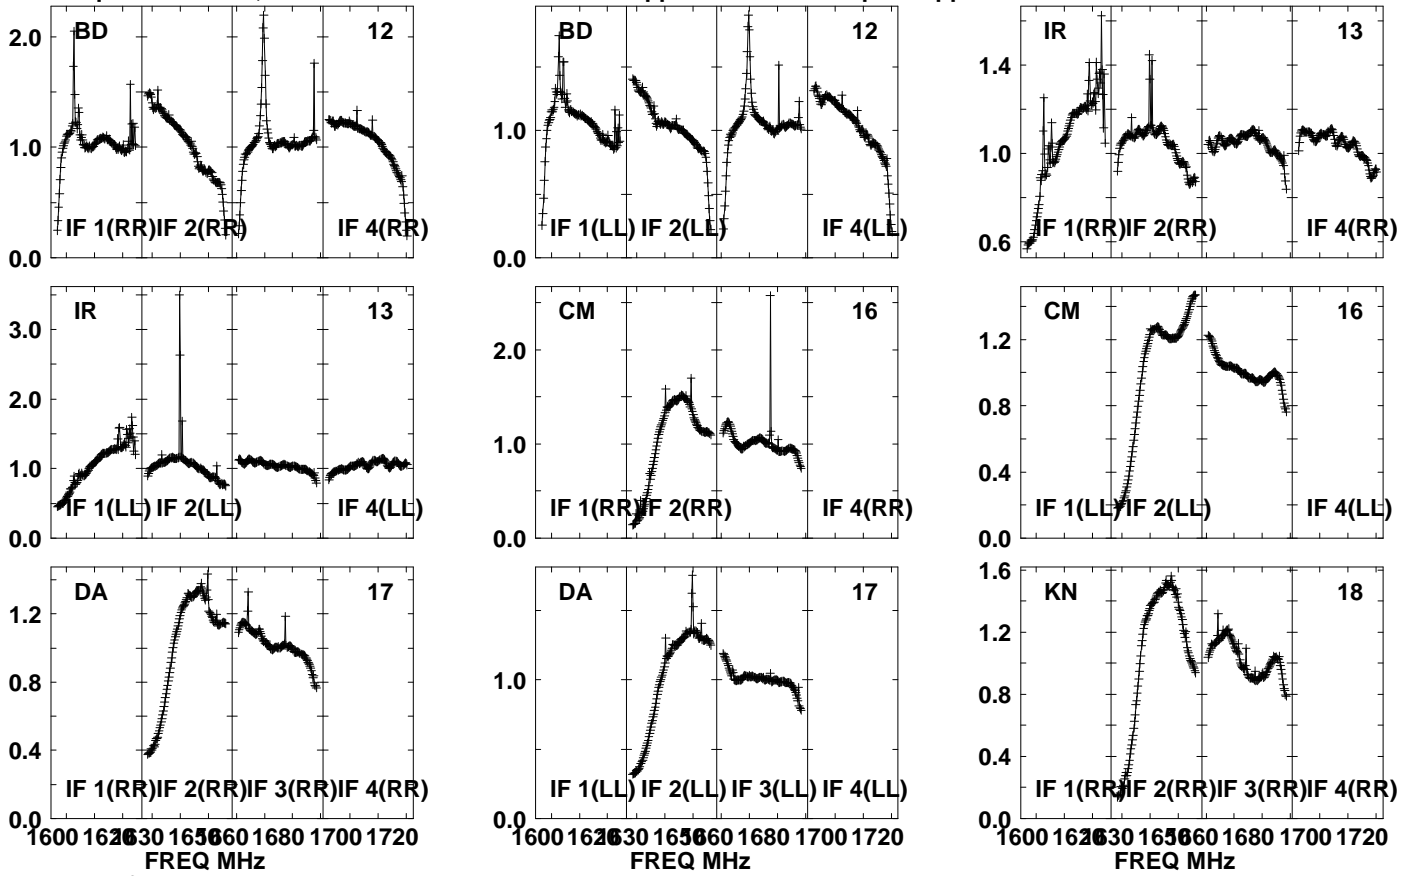 BD 12
2.0
1.0
0.0
IF 1(RR) IF 2(RR) IF 4(RR)
BD 12
1.0
0.0
IF 1(LL) IF 2(LL) IF 4(LL)
IR 13
1.4
1.0
0.6
IF 1(RR) IF 2(RR) IF 4(RR)
IR 13
3.0
2.0
1.0
0.0
IF 1(LL) IF 2(LL) IF 4(LL)
CM 16
2.0
1.0
0.0
IF 1(RR) IF 2(RR) IF 4(RR)
CM 16
1.2
0.8
0.4
0.0
IF 1(LL) IF 2(LL) IF 4(LL)
DA 17
1.2
0.8
0.4
0.0
IF 1(RR) IF 2(RR) IF 3(RR) IF 4(RR)
1600 1620 1630 1650 1660 1700 1720
FREQ MHz
DA 17
1.0
0.0
IF 1(LL) IF 2(LL) IF 3(LL) IF 4(LL)
1600 1620 1630 1650 1660 1700 1720
FREQ MHz
KN 18
1.6
1.2
0.8
0.4
0.0
IF 1(RR) IF 2(RR) IF 3(RR) IF 4(RR)
1600 1620 1630 1650 1660 1700 1720
FREQ MHz